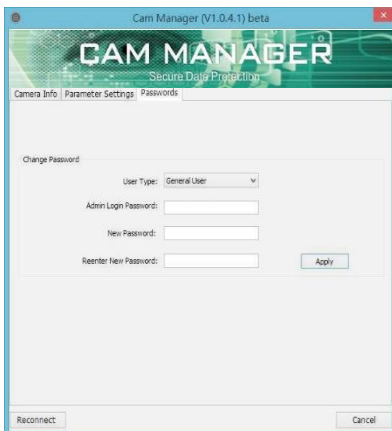 Cam Manager (V1.0.4.1) beta
CAM MANAGER
Secure Data Protection
Camera Info Parameter Settings Passwords
Change Password
User Type: General User
Admin Login Password:
New Password:
Reenter New Password:
Apply
Reconnect Cancel